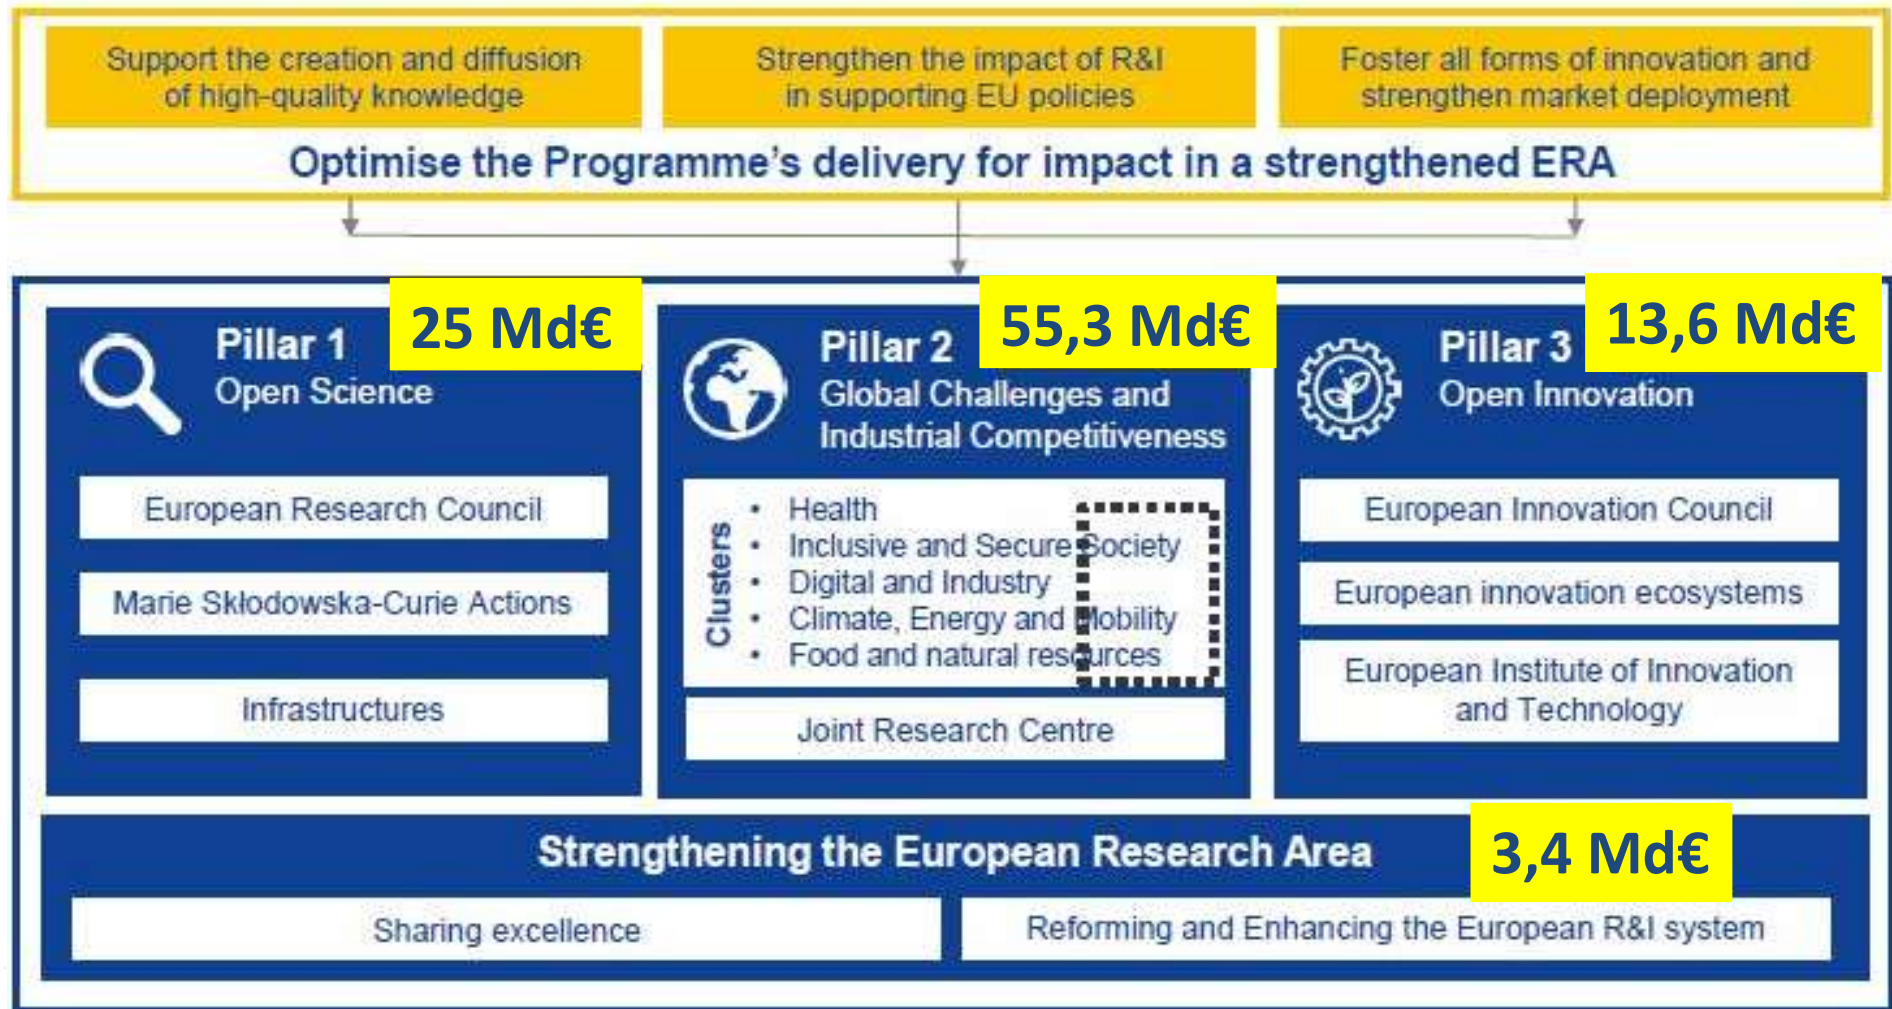 Support the creation and diffusion
of high-quality knowledge
Strengthen the impact of R&I
in supporting EU policies
Foster all forms of innovation and
strengthen market deployment
Optimise the Programme's delivery for impact in a strengthened ERA
25 Md€
Pillar 1
Open Science
European Research Council
Marie Skłodowska-Curie Actions
Infrastructures
55,3 Md€
Pillar 2
Global Challenges and
Industrial Competitiveness
Clusters
• Health
• Inclusive and Secure Society
• Digital and Industry
• Climate, Energy and Mobility
• Food and natural resources
Joint Research Centre
13,6 Md€
Pillar 3
Open Innovation
European Innovation Council
European innovation ecosystems
European Institute of Innovation
and Technology
Strengthening the European Research Area
3,4 Md€
Sharing excellence
Reforming and Enhancing the European R&I system